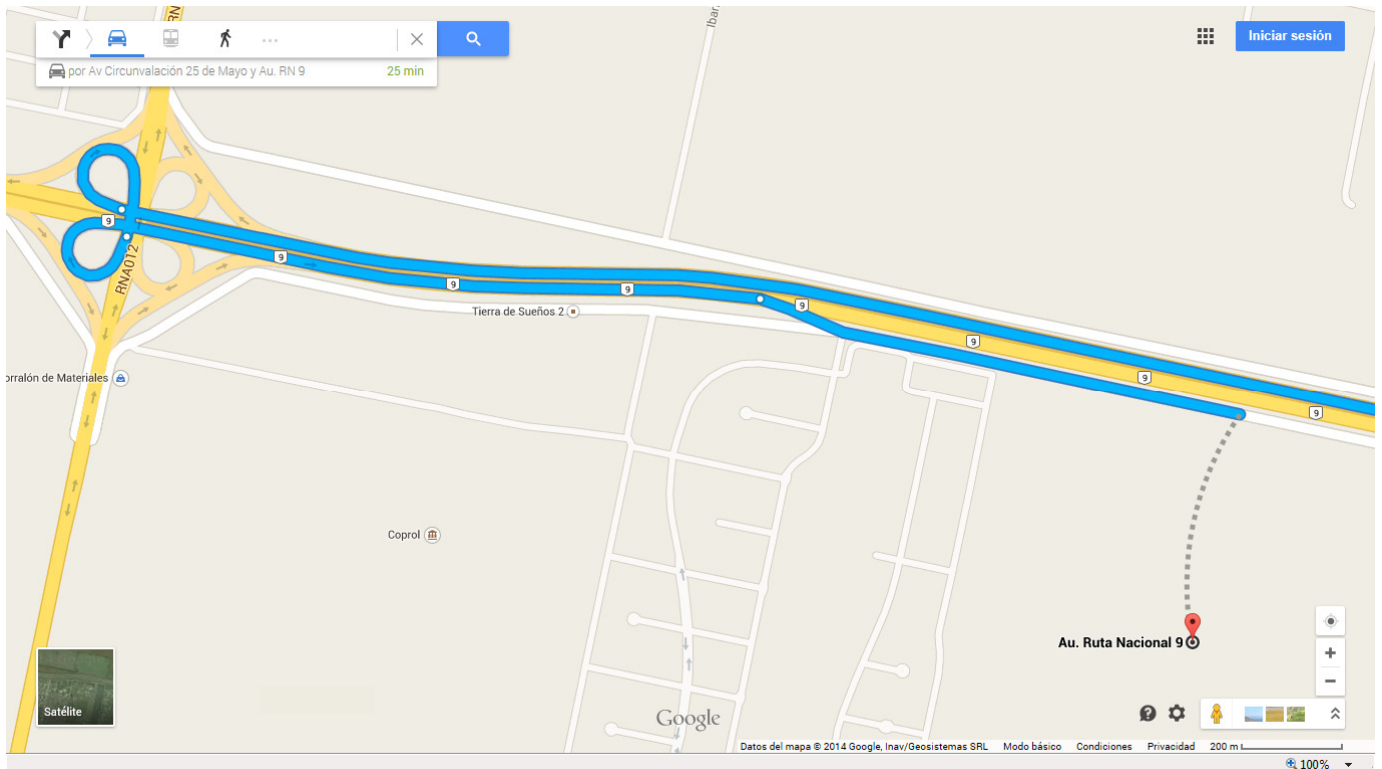 RN
Ibar
...
Iniciar sesión
por Av Circunvalación 25 de Mayo y Au. RN 9
25 min
9
9
RNA012
9
9
9
Tierra de Sueños 2
9
orralón de Materiales
9
9
Coprol
Au. Ruta Nacional 9
Satélite
Google
Datos del mapa © 2014 Google, Inav/Geosistemas SRL Modo básico Condiciones Privacidad 200 m
100%